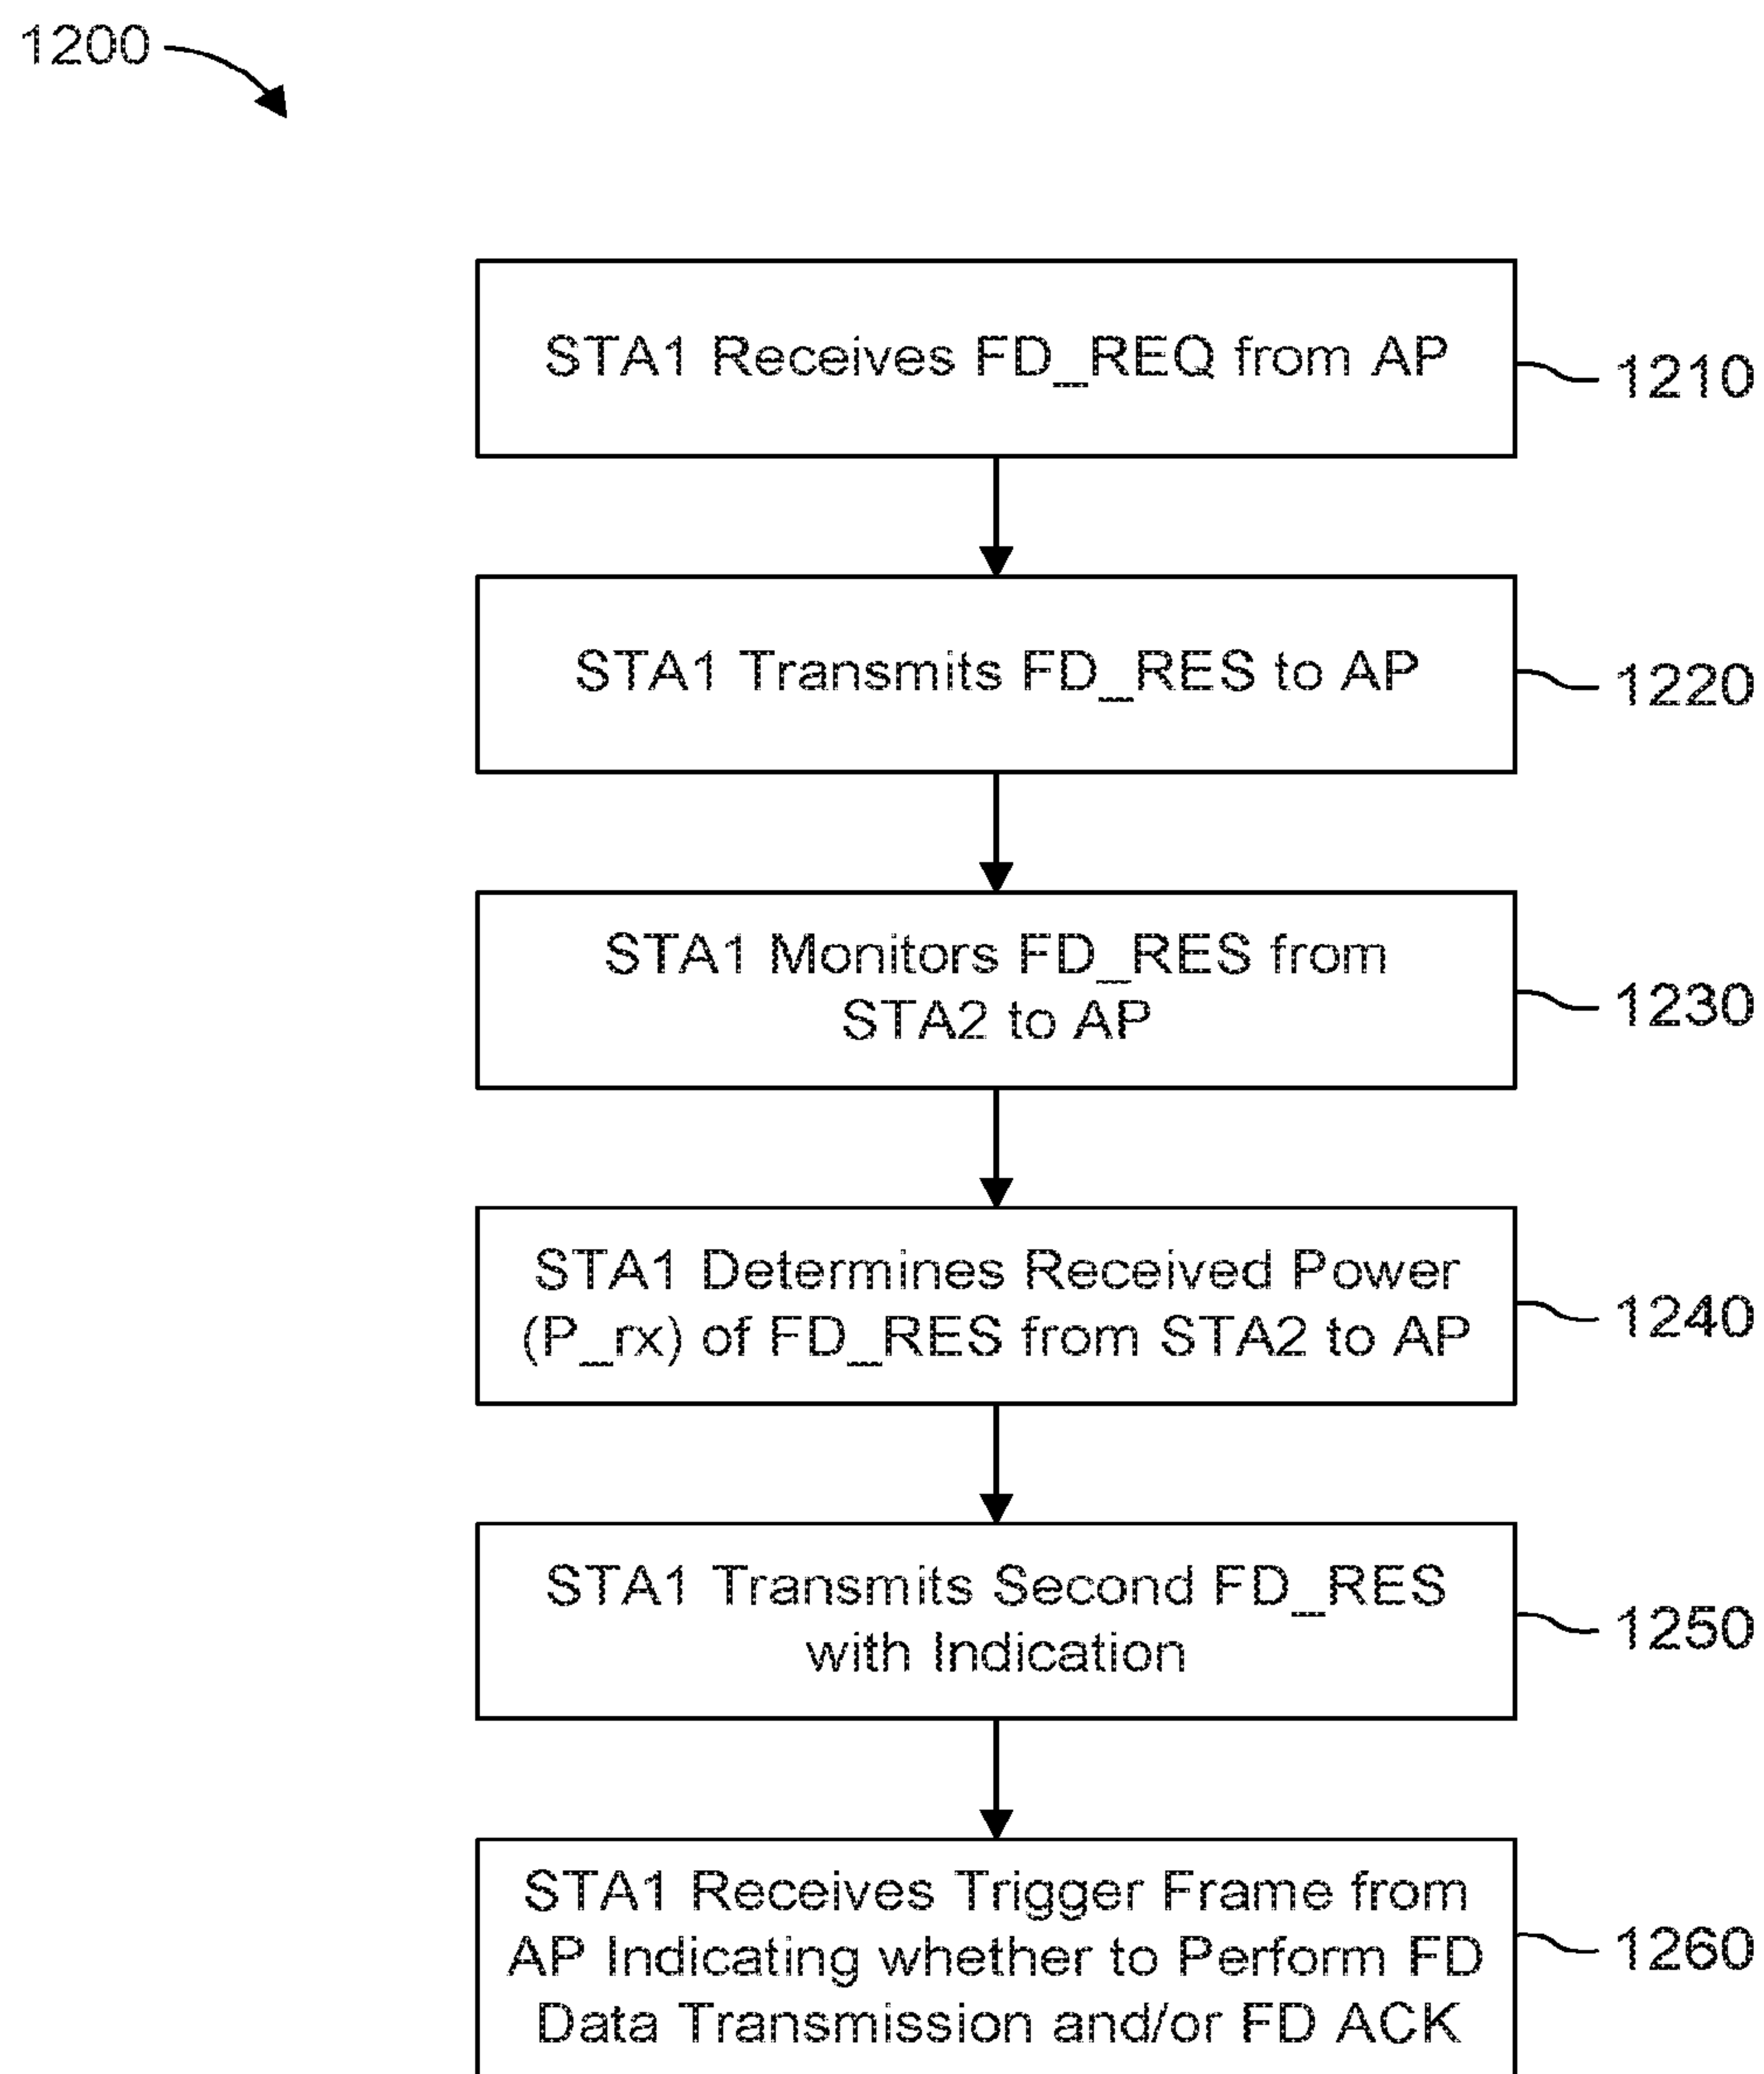 1200
STA1 Receives FD_REQ from AP
1210
STA1 Transmits FD_RES to AP
1220
STA1 Monitors FD_RES from
STA2 to AP
1230
STA1 Determines Received Power
(P_rx) of FD_RES from STA2 to AP
1240
STA1 Transmits Second FD_RES
with Indication
1250
STA1 Receives Trigger Frame from
AP Indicating whether to Perform FD
Data Transmission and/or FD ACK
1260